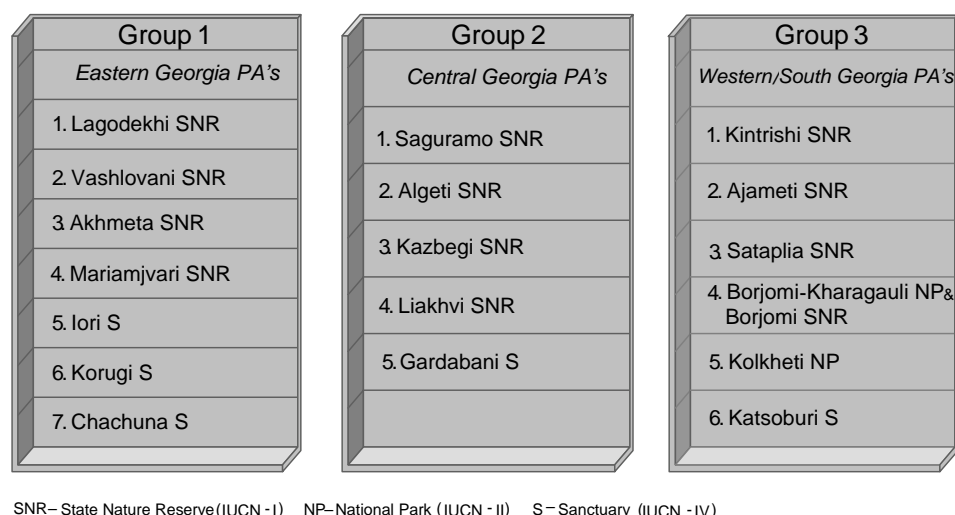 Group 1
Eastern Georgia PA's
1. Lagodekhi SNR
2. Vashlovani SNR
3. Akhmeta SNR
4. Mariamjvari SNR
5. Iori S
6. Korugi S
7. Chachuna S
Group 2
Central Georgia PA's
1. Saguramo SNR
2. Algeti SNR
3. Kazbegi SNR
4. Liakhvi SNR
5. Gardabani S
Group 3
Western/South Georgia PA's
1. Kintrishi SNR
2. Ajameti SNR
3. Sataplia SNR
4. Borjomi-Kharagauli NP&
Borjomi SNR
5. Kolkheti NP
6. Katsoburi S
SNR– State Nature Reserve (IUCN - I) NP–National Park (IUCN - II) S – Sanctuary (IUCN - IV)